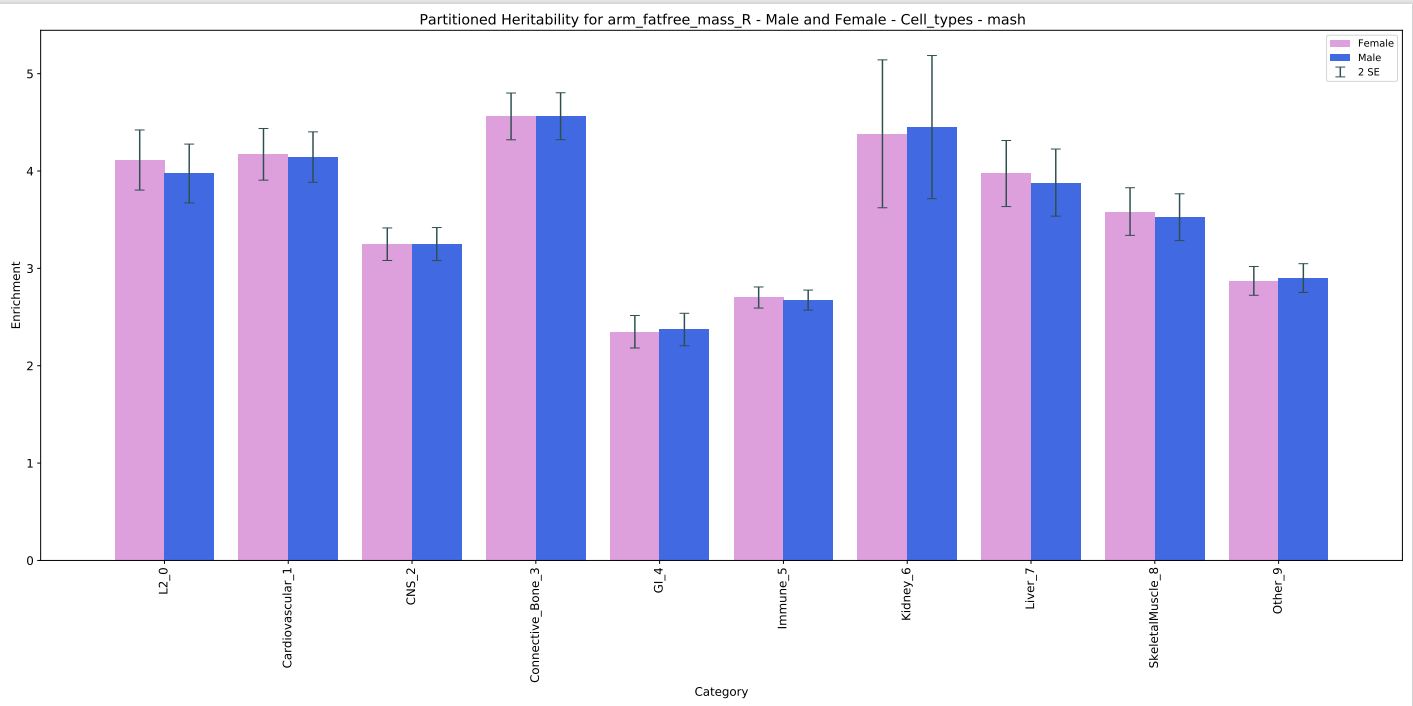 Partitioned Heritability for arm_fatfree_mass_R - Male and Female - Cell_types - mash
Female
Male
2 SE
5
4
3
2
1
0
Enrichment
L2_0
Cardiovascular_1
CNS_2
Connective_Bone_3
GI_4
Immune_5
Kidney_6
Liver_7
SkeletalMuscle_8
Other_9
Category